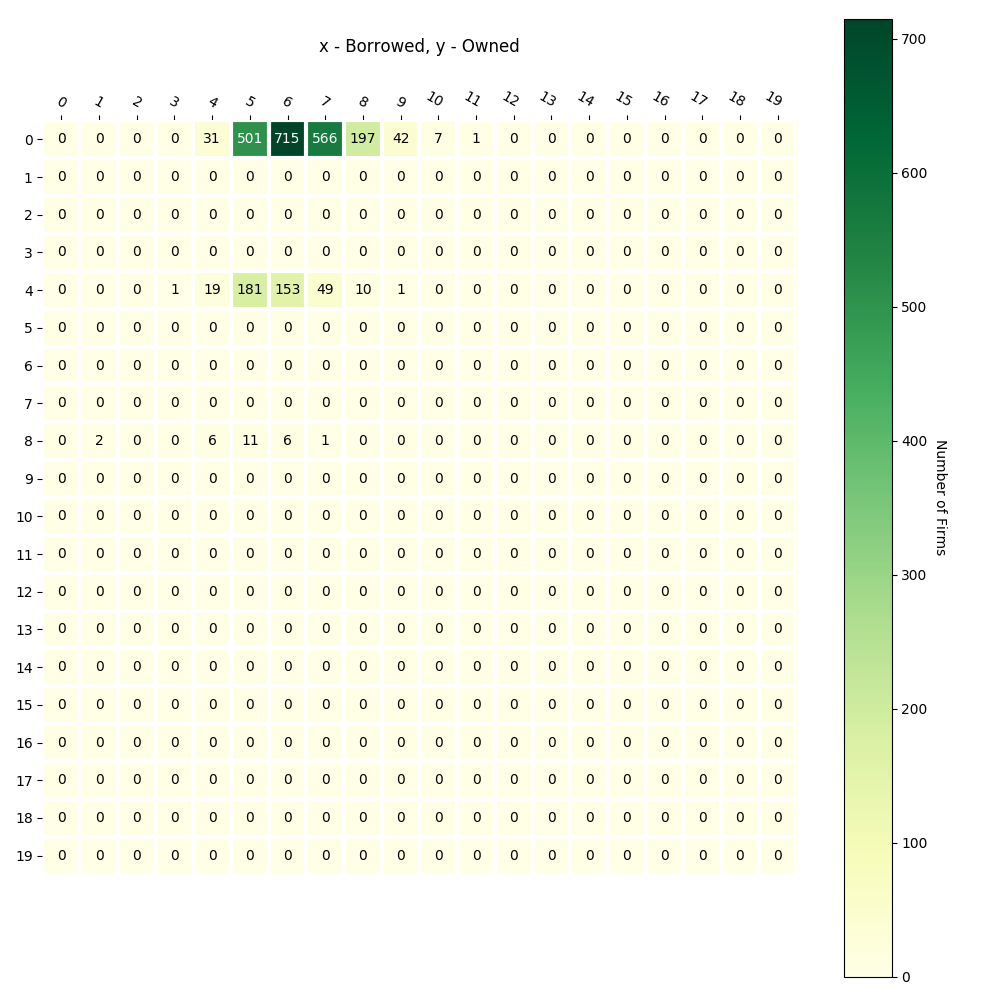 x - Borrowed, y - Owned
0 1 2 3 4 5 6 7 8 9 10 11 12 13 14 15 16 17 18 19
0 0 0 0 0 31 501 715 566 197 42 7 1 0 0 0 0 0 0 0 0
1 0 0 0 0 0 0 0 0 0 0 0 0 0 0 0 0 0 0 0 0
2 0 0 0 0 0 0 0 0 0 0 0 0 0 0 0 0 0 0 0 0
3 0 0 0 0 0 0 0 0 0 0 0 0 0 0 0 0 0 0 0 0
4 0 0 0 1 19 181 153 49 10 1 0 0 0 0 0 0 0 0 0 0
5 0 0 0 0 0 0 0 0 0 0 0 0 0 0 0 0 0 0 0 0
6 0 0 0 0 0 0 0 0 0 0 0 0 0 0 0 0 0 0 0 0
7 0 0 0 0 0 0 0 0 0 0 0 0 0 0 0 0 0 0 0 0
8 0 2 0 0 6 11 6 1 0 0 0 0 0 0 0 0 0 0 0 0
9 0 0 0 0 0 0 0 0 0 0 0 0 0 0 0 0 0 0 0 0
10 0 0 0 0 0 0 0 0 0 0 0 0 0 0 0 0 0 0 0 0
11 0 0 0 0 0 0 0 0 0 0 0 0 0 0 0 0 0 0 0 0
12 0 0 0 0 0 0 0 0 0 0 0 0 0 0 0 0 0 0 0 0
13 0 0 0 0 0 0 0 0 0 0 0 0 0 0 0 0 0 0 0 0
14 0 0 0 0 0 0 0 0 0 0 0 0 0 0 0 0 0 0 0 0
15 0 0 0 0 0 0 0 0 0 0 0 0 0 0 0 0 0 0 0 0
16 0 0 0 0 0 0 0 0 0 0 0 0 0 0 0 0 0 0 0 0
17 0 0 0 0 0 0 0 0 0 0 0 0 0 0 0 0 0 0 0 0
18 0 0 0 0 0 0 0 0 0 0 0 0 0 0 0 0 0 0 0 0
19 0 0 0 0 0 0 0 0 0 0 0 0 0 0 0 0 0 0 0 0
700
600
500
400
300
200
100
0
Number of Firms